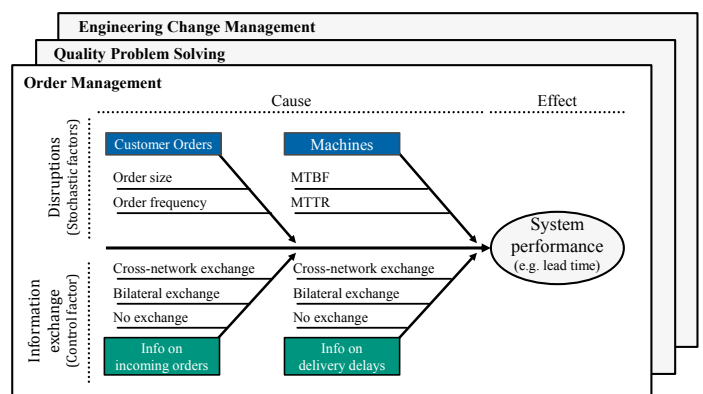 Engineering Change Management
Quality Problem Solving
Order Management
Cause
Effect
Disruptions
(Stochastic factors)
Customer Orders
Machines
Order size
MTBF
Order frequency
MTTR
System
performance
(e.g. lead time)
Information
exchange
(Control factor)
Cross-network exchange
Cross-network exchange
Bilateral exchange
Bilateral exchange
No exchange
No exchange
Info on
incoming orders
Info on
delivery delays